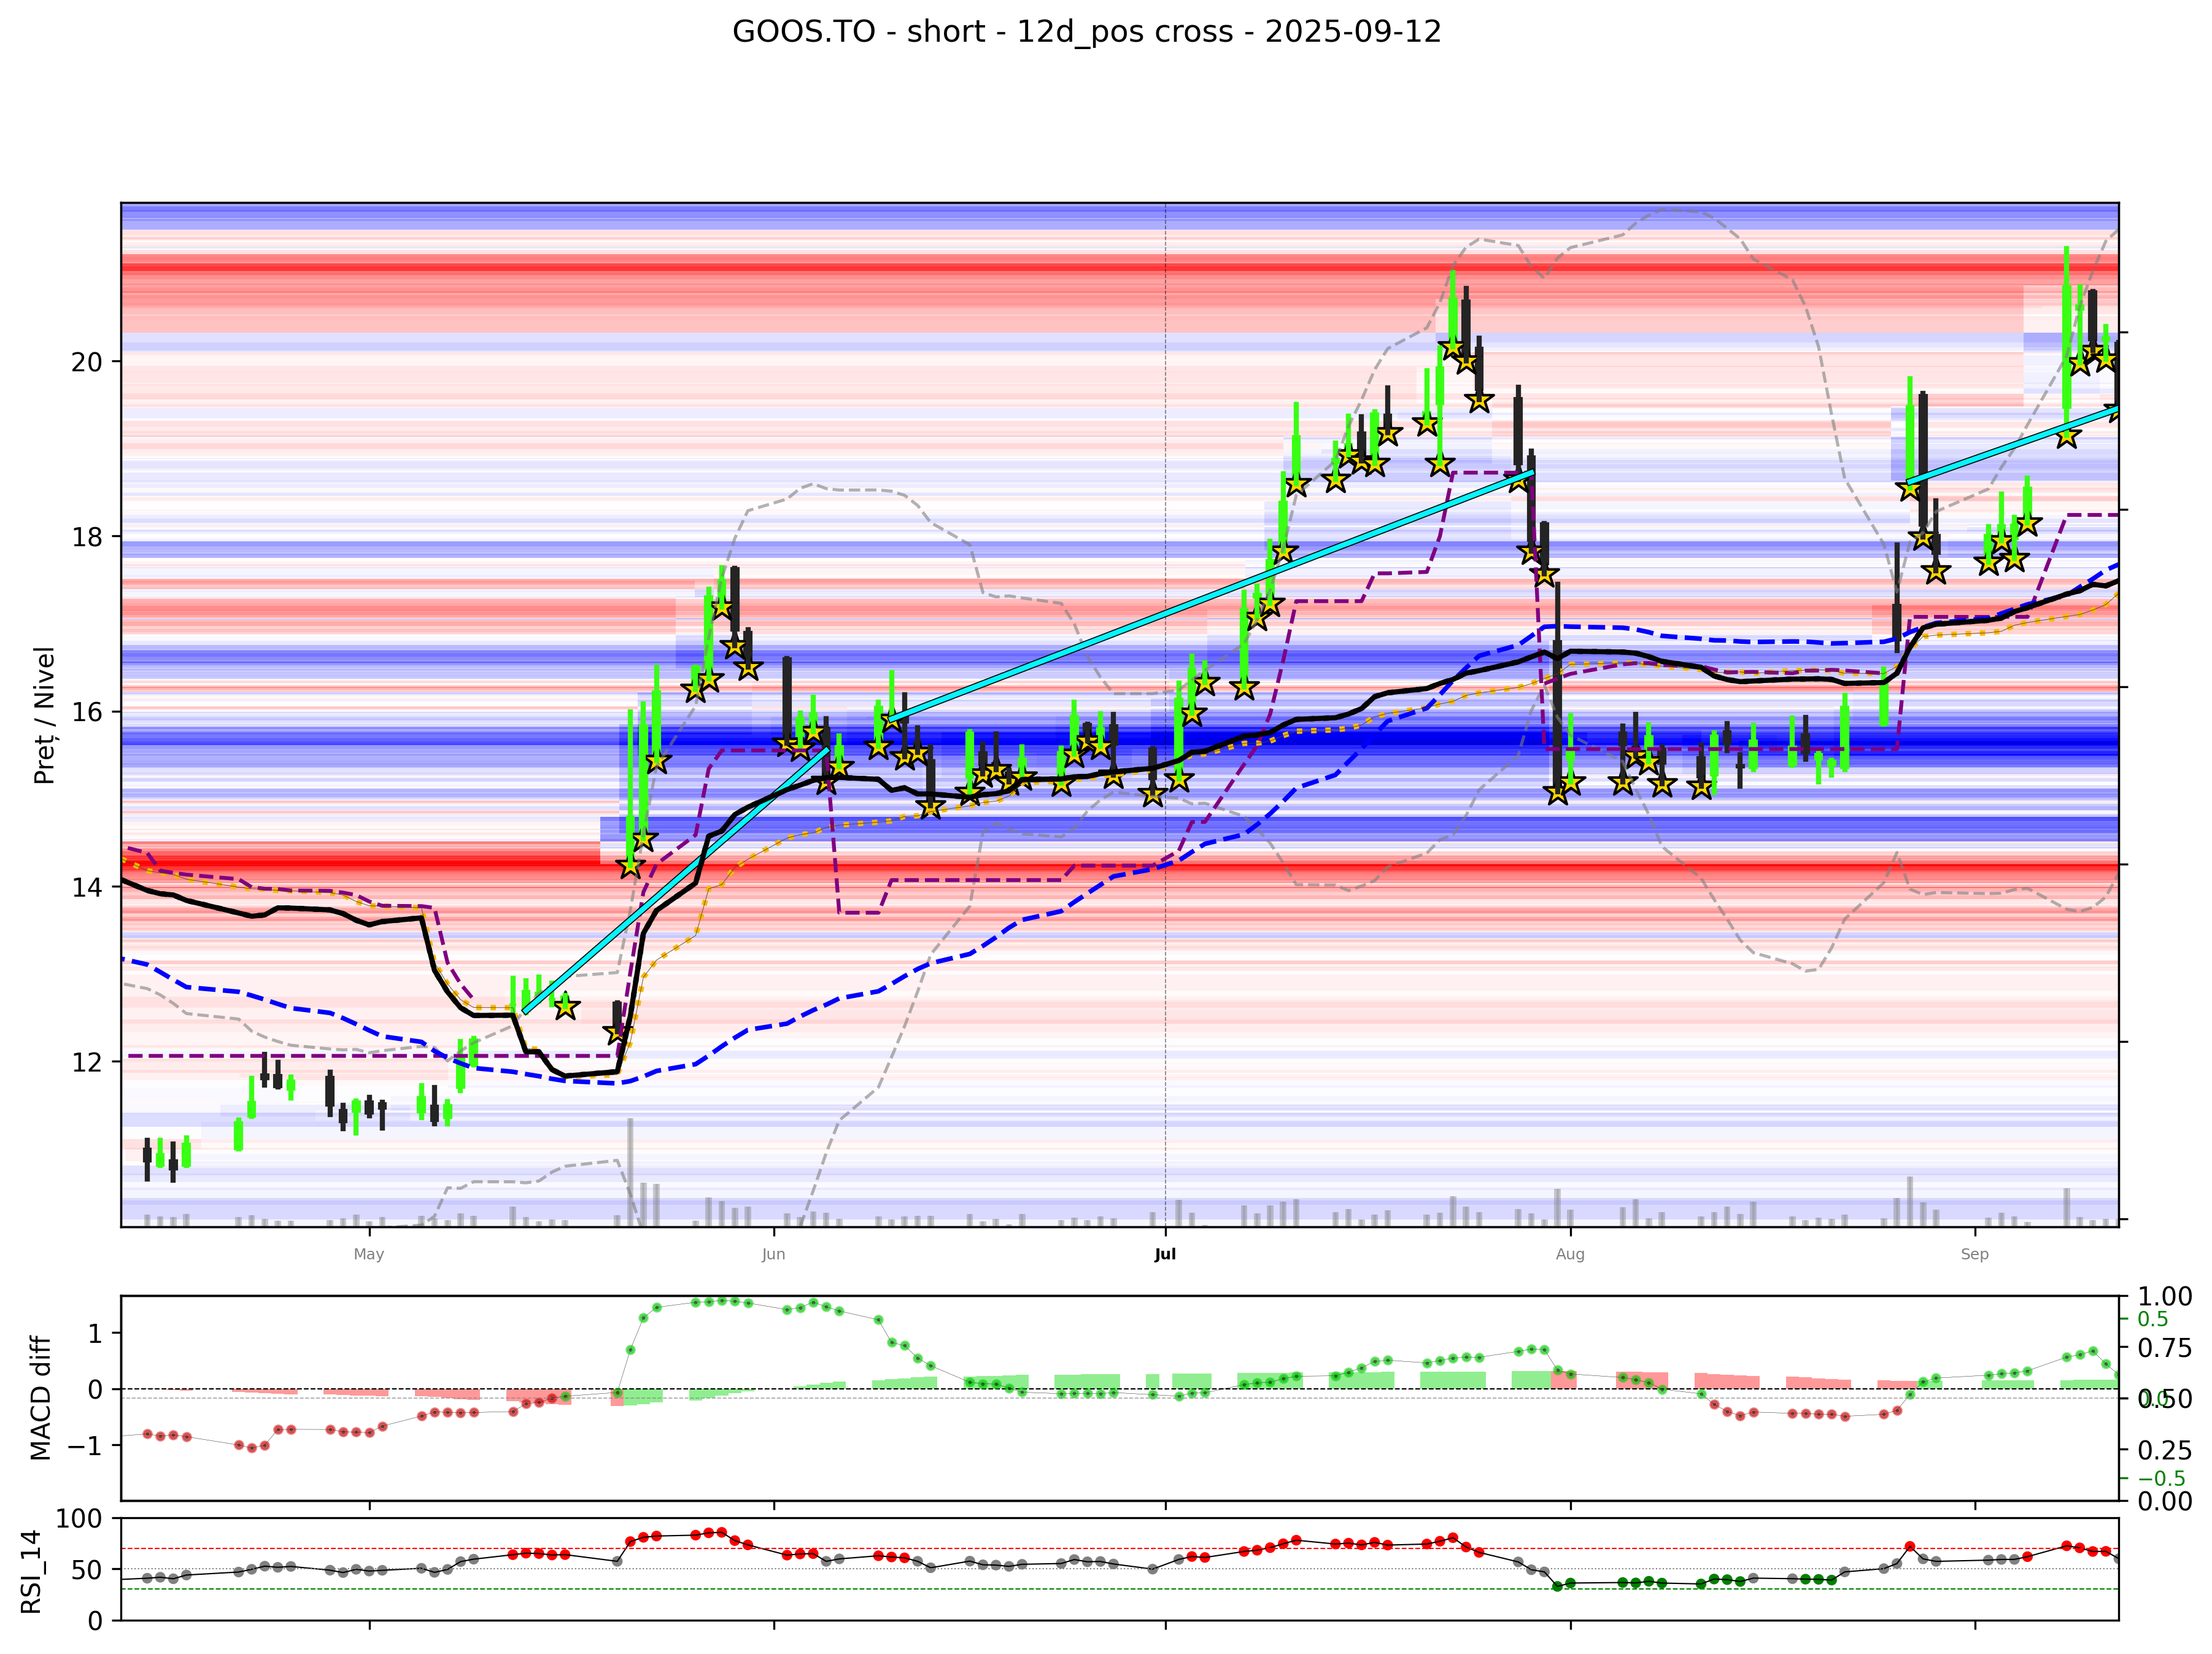 GOOS.TO - short - 12d_pos cross - 2025-09-12
Preț / Nivel
20
18
16
14
12
May
Jun
Jul
Aug
Sep
MACD diff
1
0
−1
1.00
0.75
0.50
0.25
0.00
0.5
0.0
−0.5
RSI_14
100
50
0